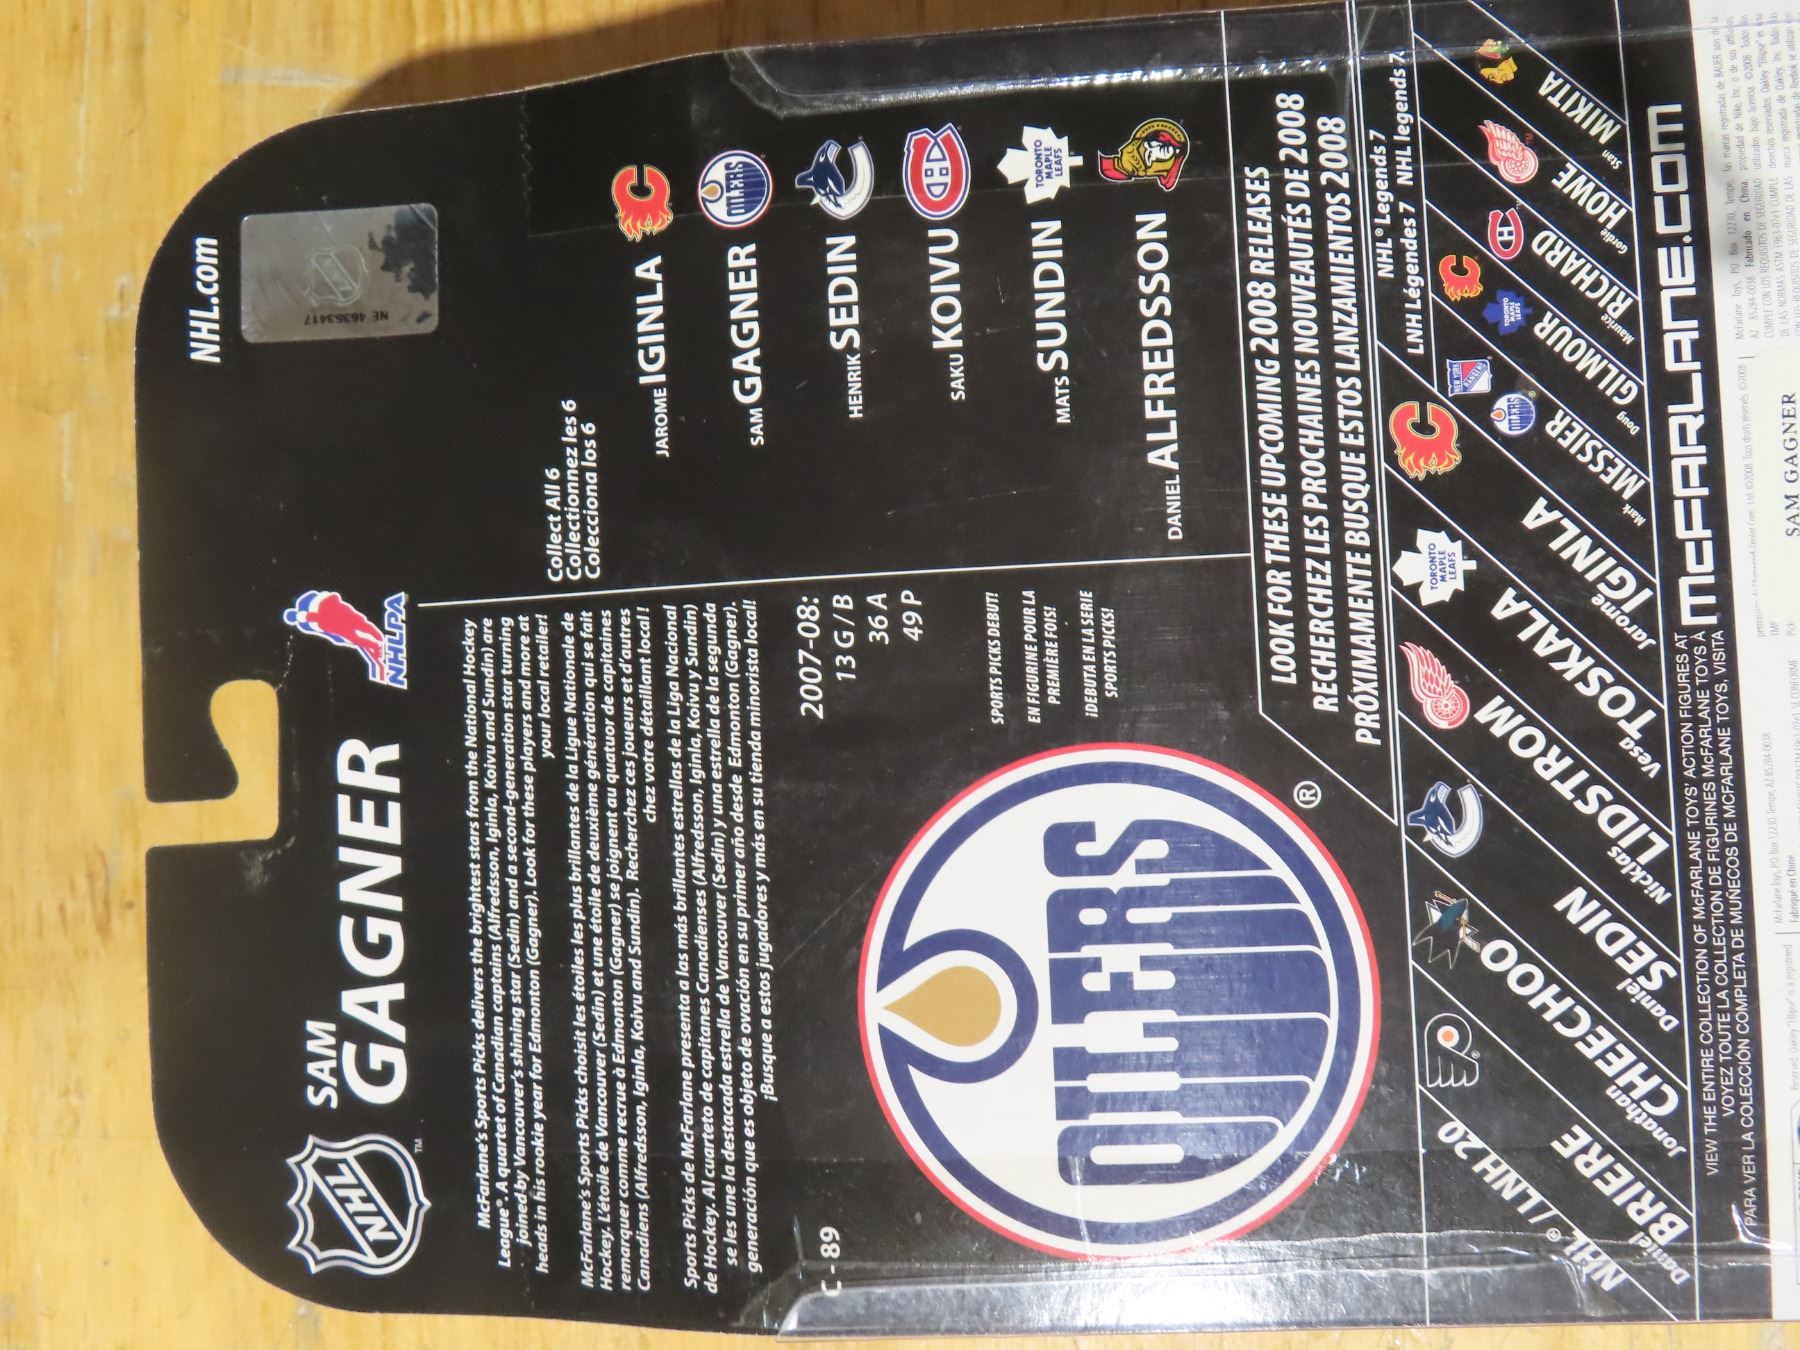 NHL.com
NE 46353417
NHL
SAM
GAGNER
NHLPA
McFarlane's Sports Picks delivers the brightest stars from the National Hockey
League®. A quartet of Canadian captains (Alfredsson, Iginla, Koivu and Sundin) are
joined by Vancouver's shining star (Sedin) and a second-generation star turning
heads in his rookie year for Edmonton (Gagner). Look for these players and more at
your local retailer!
McFarlane's Sports Picks choisit les étoiles les plus brillantes de la Ligue Nationale de
Hockey. L'étoile de Vancouver (Sedin) et une étoile de deuxième génération qui se fait
remarquer comme recrue à Edmonton (Gagner) se joignent au quatuor de capitaines
Canadiens (Alfredsson, Iginla, Koivu and Sundin). Recherchez ces joueurs et d'autres
chez votre détaillant local !
Sports Picks de McFarlane presenta a las más brillantes estrellas de la Liga Nacional
de Hockey. Al cuarteto de capitanes Canadienses (Alfredsson, Iginla, Koivu y Sundin)
se les une la destacada estrella de Vancouver (Sedin) y una estrella de la segunda
generación que es objeto de ovación en su primer año desde Edmonton (Gagner).
¡Busque a estos jugadores y más en su tienda minorista local!
C - 89
2007-08:
13 G / B
36 A
49 P
SPORTS PICKS DEBUT!
EN FIGURINE POUR LA
PREMIÈRE FOIS!
¡DEBUTA EN LA SERIE
SPORTS PICKS!
OILERS
®
Collect All 6
Collectionnez les 6
Colecciona los 6
JAROME IGINLA
SAM GAGNER
HENRIK SEDIN
SAKU KOIVU
MATS SUNDIN
TORONTO
MAPLE
LEAFS
DANIEL ALFREDSSON
LOOK FOR THESE UPCOMING 2008 RELEASES
RECHERCHEZ LES PROCHAINES NOUVEAUTÉS DE 2008
PRÓXIMAMENTE BUSQUE ESTOS LANZAMIENTOS 2008
NHL®/LNH 20
Daniel BRIERE
Jonathan CHEECHOO
Daniel SEDIN
Nicklas LIDSTROM
Vesa TOSKALA
Jarome IGINLA
NHL® Legends 7
LNH Légendes 7 NHL legends 7
Mark MESSIER
Doug GILMOUR
Maurice RICHARD
Gordie HOWE
Stan MIKITA
VIEW THE ENTIRE COLLECTION OF McFARLANE TOYS' ACTION FIGURES AT
VOYEZ TOUTE LA COLLECTION DE FIGURINES McFARLANE TOYS À
PARA VER LA COLECCIÓN COMPLETA DE MUÑECOS DE MCFARLANE TOYS, VISITA
McFARLANE.COM
SAM GAGNER